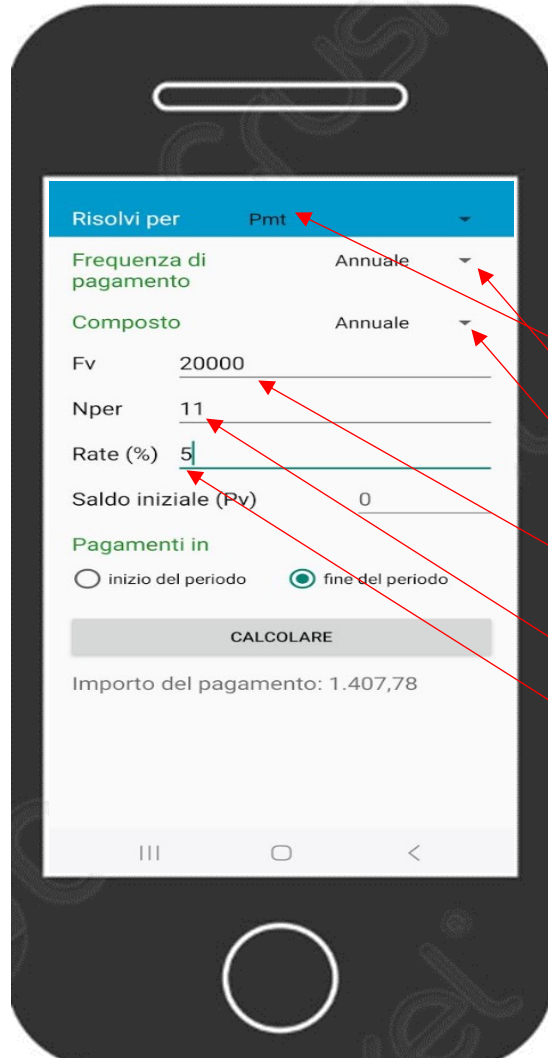 Risolvi per Pmt
Frequenza di Annuale
pagamento
Composto Annuale
Fv 20000
Nper 11
Rate (%) 5
Saldo iniziale (Pv) 0
Pagamenti in
inizio del periodo fine del periodo
CALCOLARE
Importo del pagamento: 1.407,78